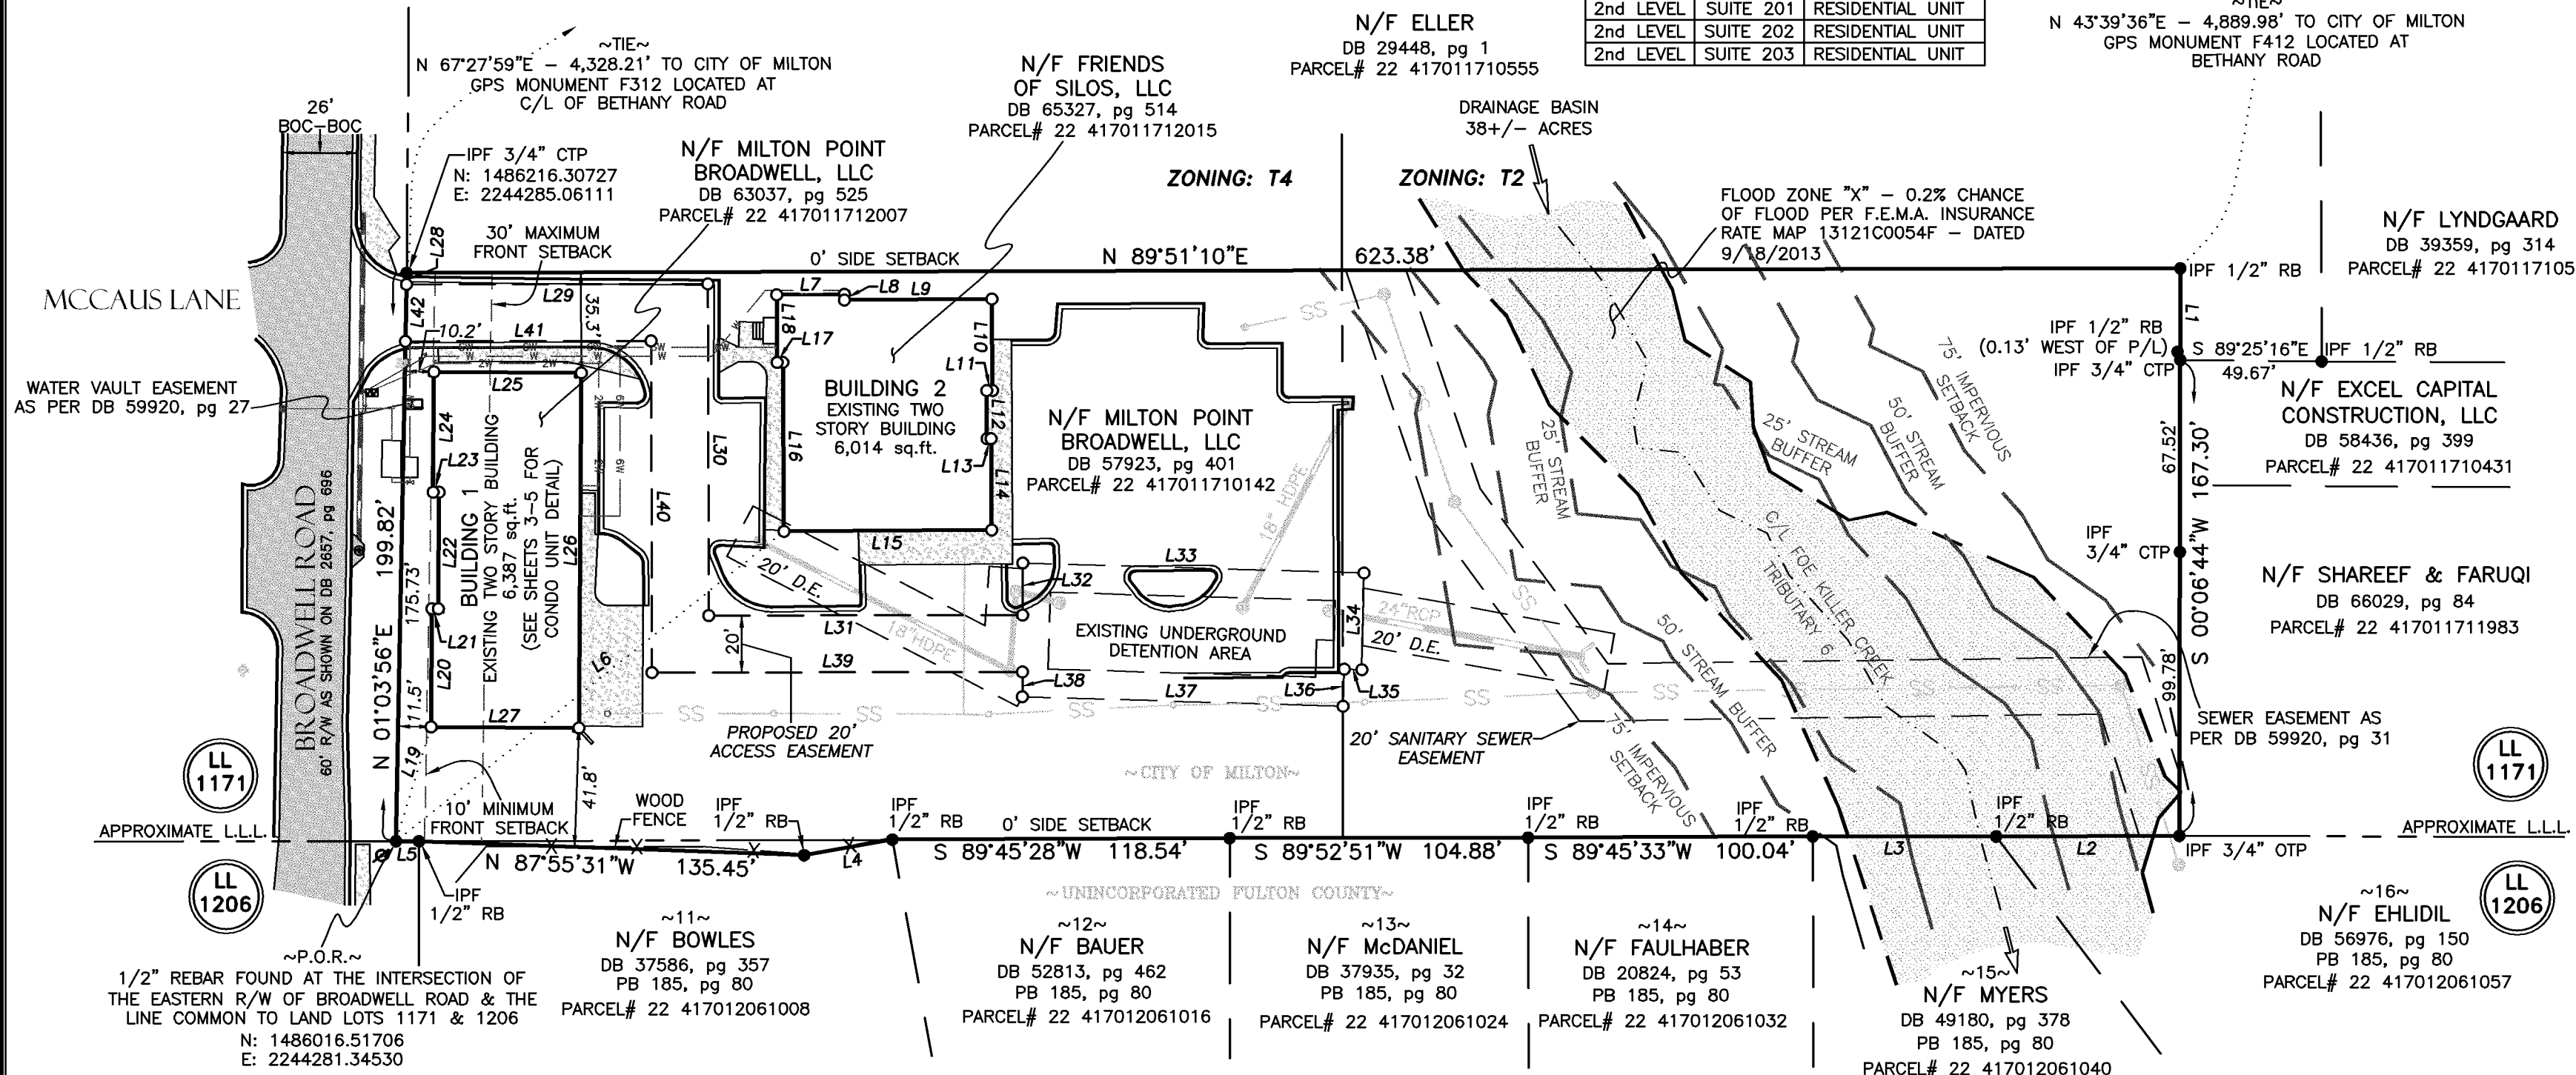 ~TIE~
N 67°27'59"E – 4,328.21' TO CITY OF MILTON
GPS MONUMENT F312 LOCATED AT
C/L OF BETHANY ROAD
N/F FRIENDS
OF SILOS, LLC
DB 65327, pg 514
PARCEL# 22 417011712015
N/F ELLER
DB 29448, pg 1
PARCEL# 22 417011710555
2nd LEVEL SUITE 201 RESIDENTIAL UNIT
2nd LEVEL SUITE 202 RESIDENTIAL UNIT
2nd LEVEL SUITE 203 RESIDENTIAL UNIT
~TIE~
N 43°39'36"E – 4,889.98' TO CITY OF MILTON
GPS MONUMENT F412 LOCATED AT
BETHANY ROAD
26'
BOC–BOC
IPF 3/4" CTP
N: 1486216.30727
E: 2244285.06111
N/F MILTON POINT
BROADWELL, LLC
DB 63037, pg 525
PARCEL# 22 417011712007
DRAINAGE BASIN
38+/– ACRES
ZONING: T4
ZONING: T2
FLOOD ZONE "X" – 0.2% CHANCE
OF FLOOD PER F.E.M.A. INSURANCE
RATE MAP 13121C0054F – DATED
9/18/2013
N/F LYNDGAARD
DB 39359, pg 314
PARCEL# 22 4170117105
30' MAXIMUM
FRONT SETBACK
0' SIDE SETBACK
N 89°51'10"E
623.38'
IPF 1/2" RB
MCCAUS LANE
L28
L29
L42
L41
10.2'
35.3'
L7
L8
L9
L10
L11
L12
L13
L14
L15
L16
L17
L18
L1
IPF 1/2" RB
(0.13' WEST OF P/L)
IPF 3/4" CTP
S 89°25'16"E
49.67'
IPF 1/2" RB
N/F EXCEL CAPITAL
CONSTRUCTION, LLC
DB 58436, pg 399
PARCEL# 22 417011710431
WATER VAULT EASEMENT
AS PER DB 59920, pg 27
L25
L24
L23
L22
L21
L20
L26
L27
L19
BUILDING 1
EXISTING TWO STORY BUILDING
6,387 sq.ft.
(SEE SHEETS 3–5 FOR
CONDO UNIT DETAIL)
BUILDING 2
EXISTING TWO
STORY BUILDING
6,014 sq.ft.
N/F MILTON POINT
BROADWELL, LLC
DB 57923, pg 401
PARCEL# 22 417011710142
25' STREAM
BUFFER
25' STREAM
BUFFER
50' STREAM
BUFFER
75' IMPERVIOUS
SETBACK
67.52'
S 00°06'44"W 167.30'
99.78'
BROADWELL ROAD
60' R/W AS SHOWN ON DB 2657, pg 696
N 01°03'56"E 199.82'
175.73'
11.5'
L6
L30
L40
20' D.E.
18"HDPE
18" HDPE
L31
L32
L33
L34
L35
L36
L37
L38
L39
20'
24"RCP
20' D.E.
EXISTING UNDERGROUND
DETENTION AREA
C/L FOE KILLER CREEK
TRIBUTARY 6
IPF
3/4" CTP
N/F SHAREEF & FARUQI
DB 66029, pg 84
PARCEL# 22 417011711983
SS
SS
SS
SS
SS
SS
SS
SS
SS
50' STREAM BUFFER
75' IMPERVIOUS
SETBACK
PROPOSED 20'
ACCESS EASEMENT
20' SANITARY SEWER
EASEMENT
SEWER EASEMENT AS
PER DB 59920, pg 31
LL
1171
LL
1171
~CITY OF MILTON~
10' MINIMUM
FRONT SETBACK
41.8'
WOOD
FENCE
IPF
1/2" RB
IPF
1/2" RB
0' SIDE SETBACK
IPF
1/2" RB
IPF
1/2" RB
IPF
1/2" RB
IPF
1/2" RB
APPROXIMATE L.L.L.
APPROXIMATE L.L.L.
L5
N 87°55'31"W 135.45'
L4
S 89°45'28"W 118.54'
S 89°52'51"W 104.88'
S 89°45'33"W 100.04'
L3
L2
IPF 3/4" OTP
LL
1206
LL
1206
IPF
1/2" RB
~UNINCORPORATED FULTON COUNTY~
~P.O.R.~
1/2" REBAR FOUND AT THE INTERSECTION OF
THE EASTERN R/W OF BROADWELL ROAD & THE
LINE COMMON TO LAND LOTS 1171 & 1206
N: 1486016.51706
E: 2244281.34530
~11~
N/F BOWLES
DB 37586, pg 357
PB 185, pg 80
PARCEL# 22 417012061008
~12~
N/F BAUER
DB 52813, pg 462
PB 185, pg 80
PARCEL# 22 417012061016
~13~
N/F McDANIEL
DB 37935, pg 32
PB 185, pg 80
PARCEL# 22 417012061024
~14~
N/F FAULHABER
DB 20824, pg 53
PB 185, pg 80
PARCEL# 22 417012061032
~15~
N/F MYERS
DB 49180, pg 378
PB 185, pg 80
PARCEL# 22 417012061040
~16~
N/F EHLIDIL
DB 56976, pg 150
PB 185, pg 80
PARCEL# 22 417012061057